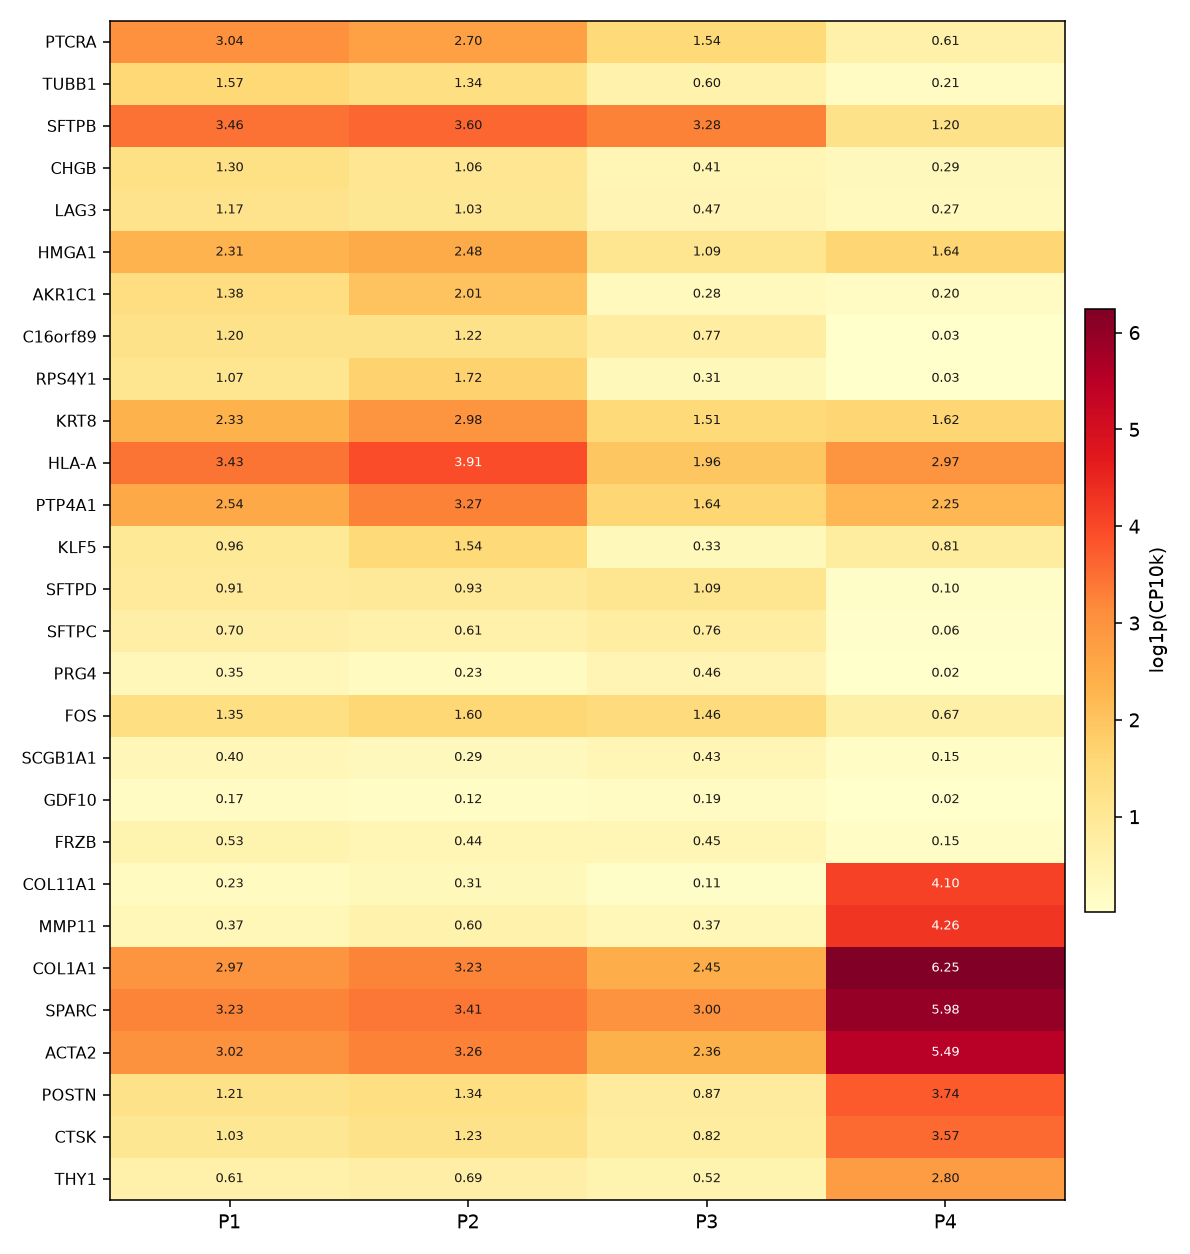 PTCRA 3.04 2.70 1.54 0.61
TUBB1 1.57 1.34 0.60 0.21
SFTPB 3.46 3.60 3.28 1.20
CHGB 1.30 1.06 0.41 0.29
LAG3 1.17 1.03 0.47 0.27
HMGA1 2.31 2.48 1.09 1.64
AKR1C1 1.38 2.01 0.28 0.20
C16orf89 1.20 1.22 0.77 0.03
RPS4Y1 1.07 1.72 0.31 0.03
KRT8 2.33 2.98 1.51 1.62
HLA-A 3.43 3.91 1.96 2.97
PTP4A1 2.54 3.27 1.64 2.25
KLF5 0.96 1.54 0.33 0.81
SFTPD 0.91 0.93 1.09 0.10
SFTPC 0.70 0.61 0.76 0.06
PRG4 0.35 0.23 0.46 0.02
FOS 1.35 1.60 1.46 0.67
SCGB1A1 0.40 0.29 0.43 0.15
GDF10 0.17 0.12 0.19 0.02
FRZB 0.53 0.44 0.45 0.15
COL11A1 0.23 0.31 0.11 4.10
MMP11 0.37 0.60 0.37 4.26
COL1A1 2.97 3.23 2.45 6.25
SPARC 3.23 3.41 3.00 5.98
ACTA2 3.02 3.26 2.36 5.49
POSTN 1.21 1.34 0.87 3.74
CTSK 1.03 1.23 0.82 3.57
THY1 0.61 0.69 0.52 2.80
P1 P2 P3 P4
6
5
4
3
2
1
log1p(CP10k)